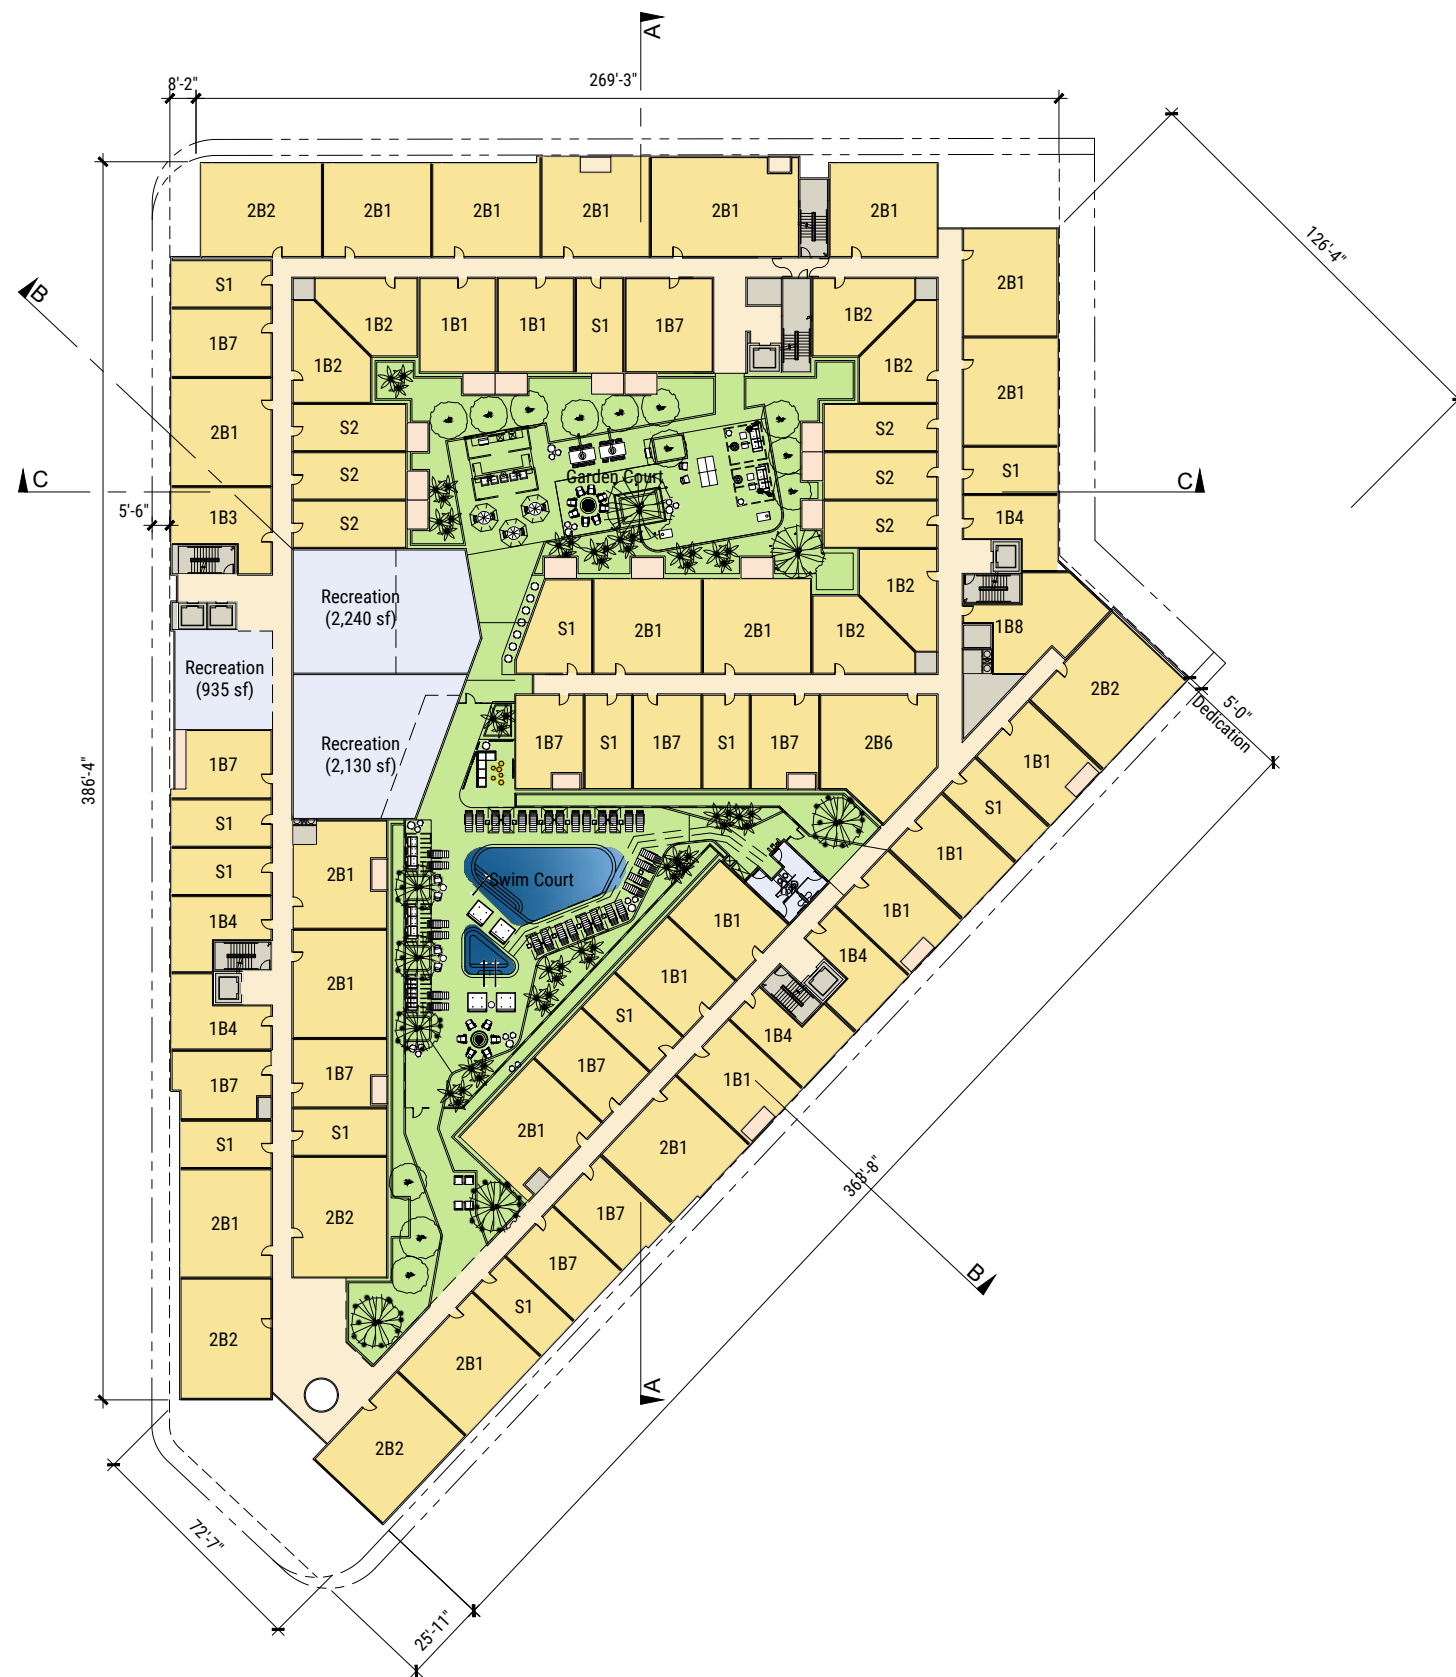 A
8'-2"
269'-3"
126'-4"
2B2
2B1
2B1
2B1
2B1
2B1
B
S1
1B7
2B1
1B3
1B2
1B2
1B1
1B1
S1
1B7
1B2
1B2
2B1
2B1
S1
1B4
S2
S2
S2
S2
S2
S2
Garden Court
C
C
5'-6"
Recreation
(2,240 sf)
Recreation
(935 sf)
Recreation
(2,130 sf)
S1
2B1
2B1
1B2
1B2
1B8
2B2
5'-0"
Dedication
1B7
S1
1B7
S1
1B7
2B6
1B1
S1
1B1
1B1
1B4
386'-4"
1B7
S1
S1
1B4
1B4
1B7
S1
2B1
2B2
2B1
2B1
1B7
S1
2B2
Swim Court
1B1
1B1
S1
1B7
2B1
1B4
1B1
2B1
1B7
1B7
S1
2B1
2B2
363'-8"
B
A
72'-7"
25'-11"